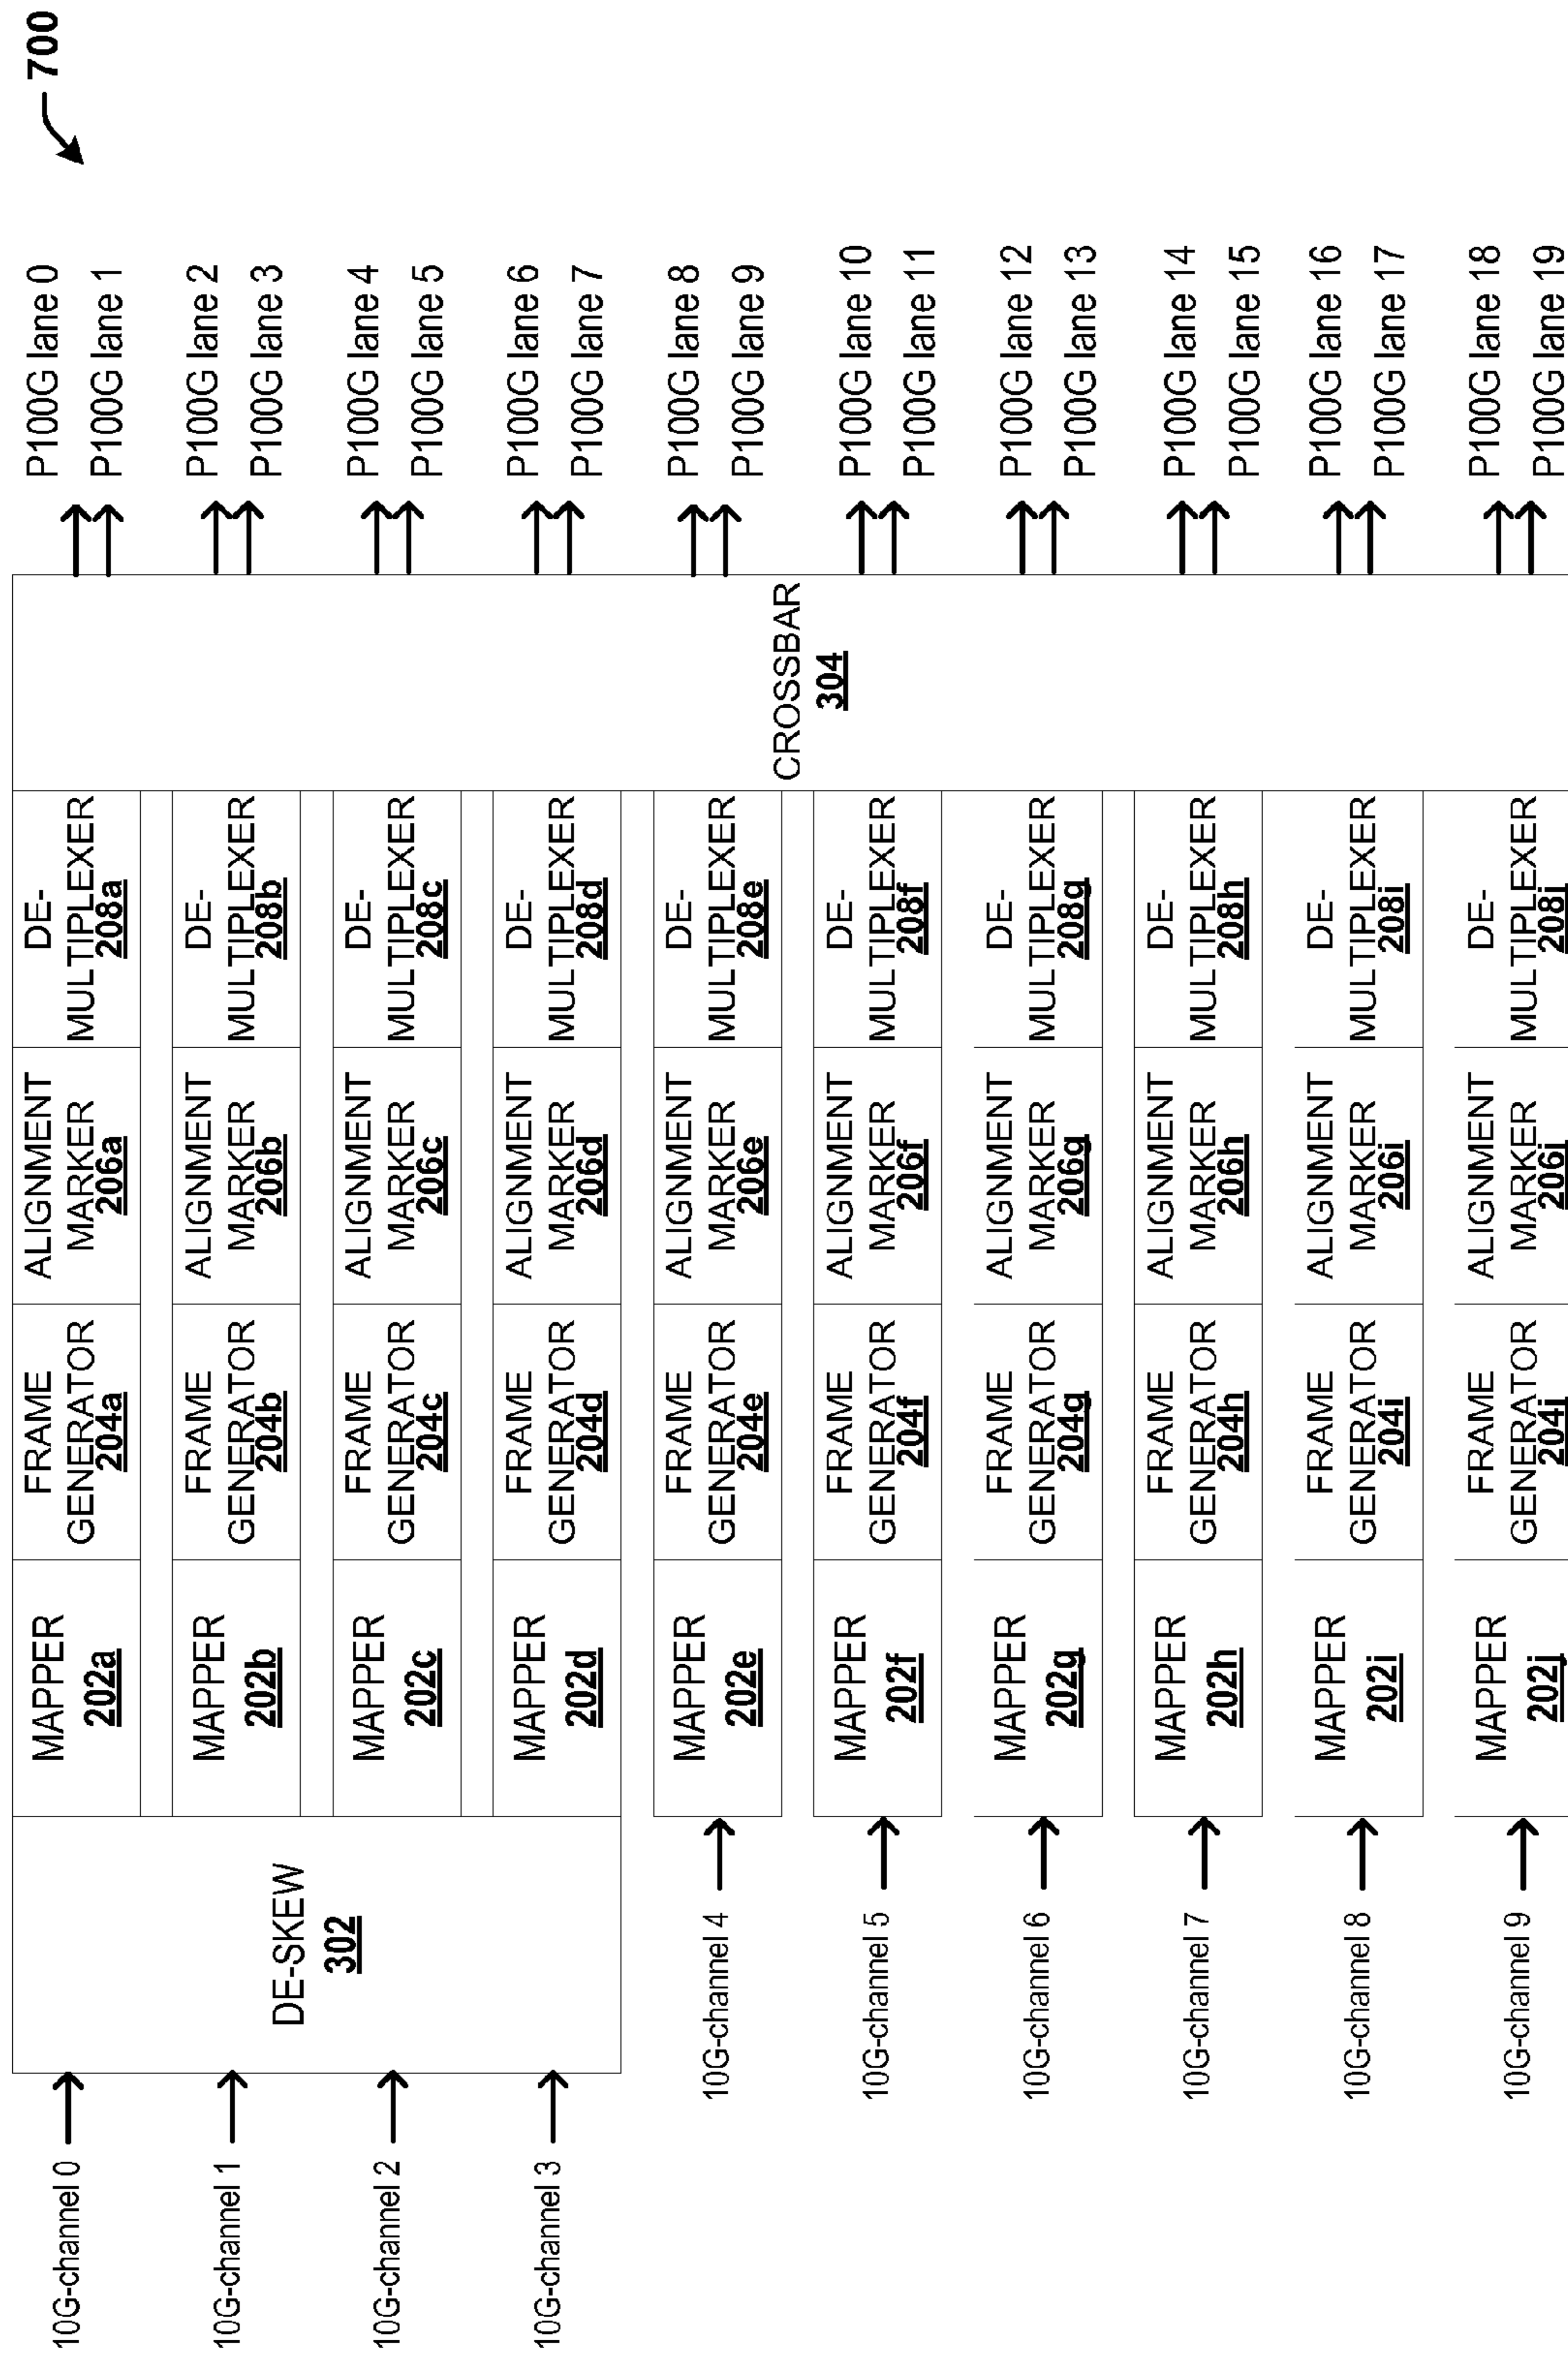 700
10G-channel 0
10G-channel 1
10G-channel 2
10G-channel 3
DE-SKEW
302
10G-channel 4
10G-channel 5
10G-channel 6
10G-channel 7
10G-channel 8
10G-channel 9
MAPPER
202a
FRAME
GENERATOR
204a
ALIGNMENT
MARKER
206a
DE-
MULTIPLEXER
208a
MAPPER
202b
FRAME
GENERATOR
204b
ALIGNMENT
MARKER
206b
DE-
MULTIPLEXER
208b
MAPPER
202c
FRAME
GENERATOR
204c
ALIGNMENT
MARKER
206c
DE-
MULTIPLEXER
208c
MAPPER
202d
FRAME
GENERATOR
204d
ALIGNMENT
MARKER
206d
DE-
MULTIPLEXER
208d
MAPPER
202e
FRAME
GENERATOR
204e
ALIGNMENT
MARKER
206e
DE-
MULTIPLEXER
208e
MAPPER
202f
FRAME
GENERATOR
204f
ALIGNMENT
MARKER
206f
DE-
MULTIPLEXER
208f
MAPPER
202g
FRAME
GENERATOR
204g
ALIGNMENT
MARKER
206g
DE-
MULTIPLEXER
208g
MAPPER
202h
FRAME
GENERATOR
204h
ALIGNMENT
MARKER
206h
DE-
MULTIPLEXER
208h
MAPPER
202i
FRAME
GENERATOR
204i
ALIGNMENT
MARKER
206i
DE-
MULTIPLEXER
208i
MAPPER
202j
FRAME
GENERATOR
204j
ALIGNMENT
MARKER
206j
DE-
MULTIPLEXER
208j
CROSSBAR
304
P100G lane 0
P100G lane 1
P100G lane 2
P100G lane 3
P100G lane 4
P100G lane 5
P100G lane 6
P100G lane 7
P100G lane 8
P100G lane 9
P100G lane 10
P100G lane 11
P100G lane 12
P100G lane 13
P100G lane 14
P100G lane 15
P100G lane 16
P100G lane 17
P100G lane 18
P100G lane 19